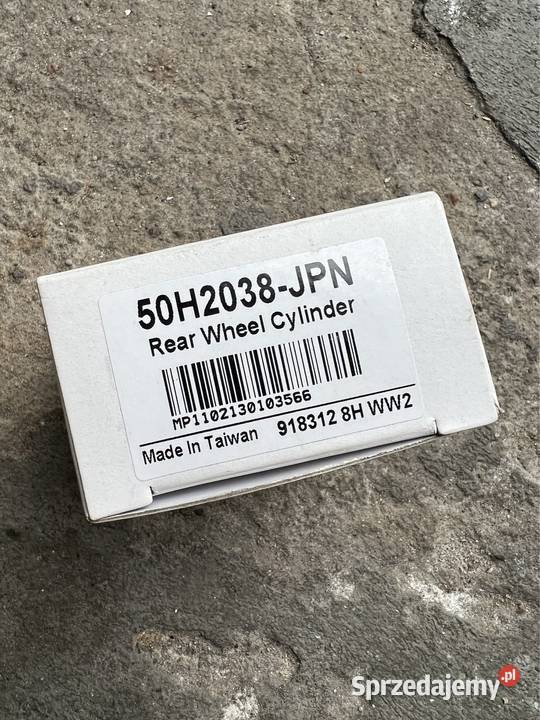 50H2038-JPN
Rear Wheel Cylinder
MP1102130103566
Made In Taiwan 918312 8H WW2
Sprzedajemy.pl